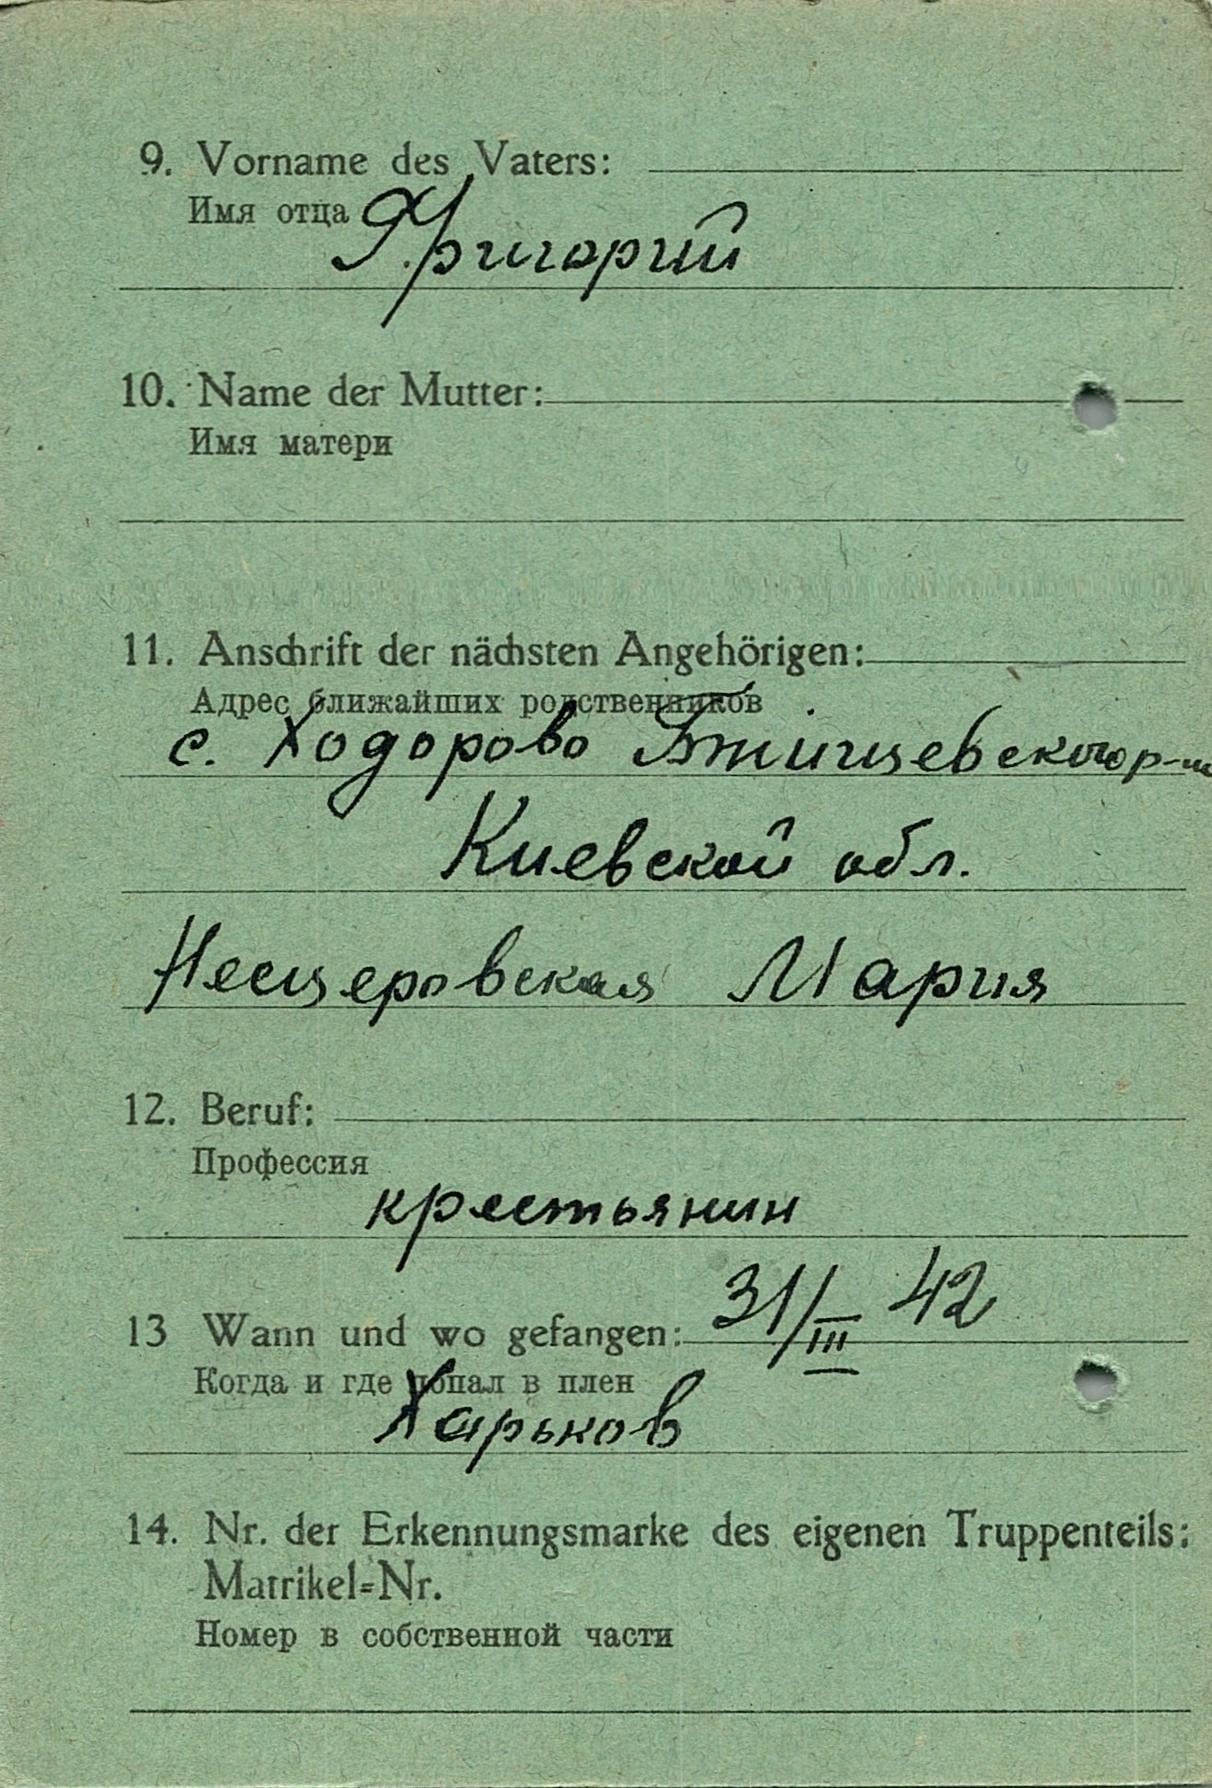 9. Vorname des Vaters:
Имя отца
Григорий
10. Name der Mutter:
Имя матери
11. Anschrift der nächsten Angehörigen:
Адрес ближайших родственников
с. Ходорово р-н
Киевской обл.
Нещеровская Мария
12. Beruf:
Профессия
крестьянин
13 Wann und wo gefangen: 31/III 42
Когда и где попал в плен
Харьков
14. Nr. der Erkennungsmarke des eigenen Truppenteils:
Matrikel=Nr.
Номер в собственной части